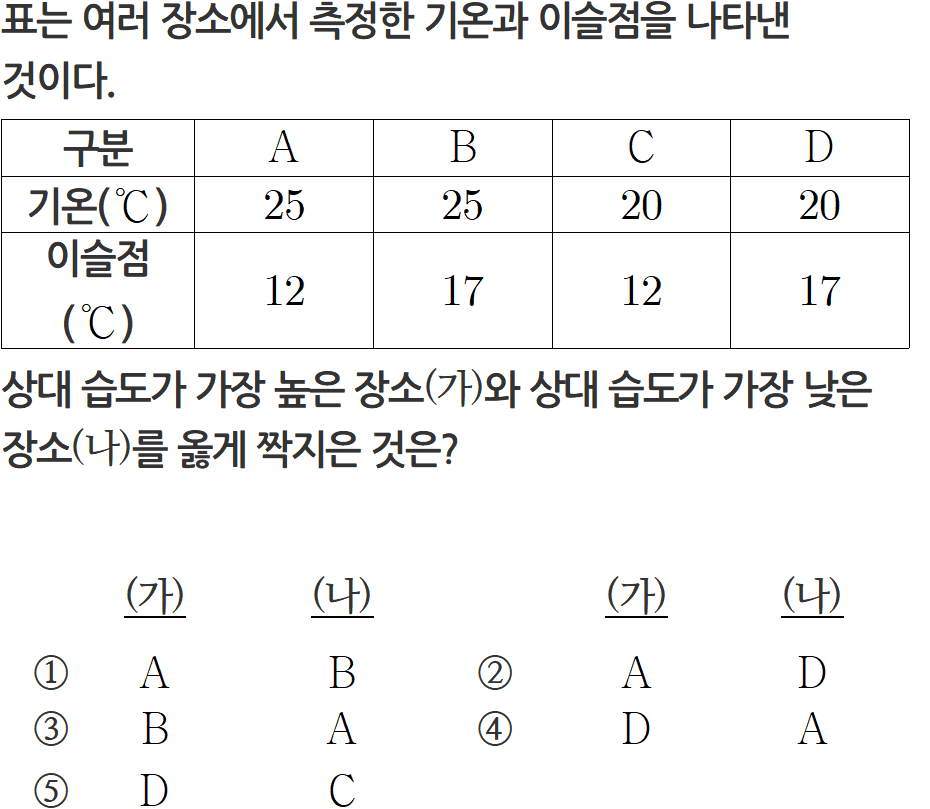 표는 여러 장소에서 측정한 기온과 이슬점을 나타낸
것이다.
구분 A B C D
기온(℃) 25 25 20 20
이슬점
(℃) 12 17 12 17
상대 습도가 가장 높은 장소(가)와 상대 습도가 가장 낮은
장소(나)를 옳게 짝지은 것은?
(가) (나) (가) (나)
① A B ② A D
③ B A ④ D A
⑤ D C